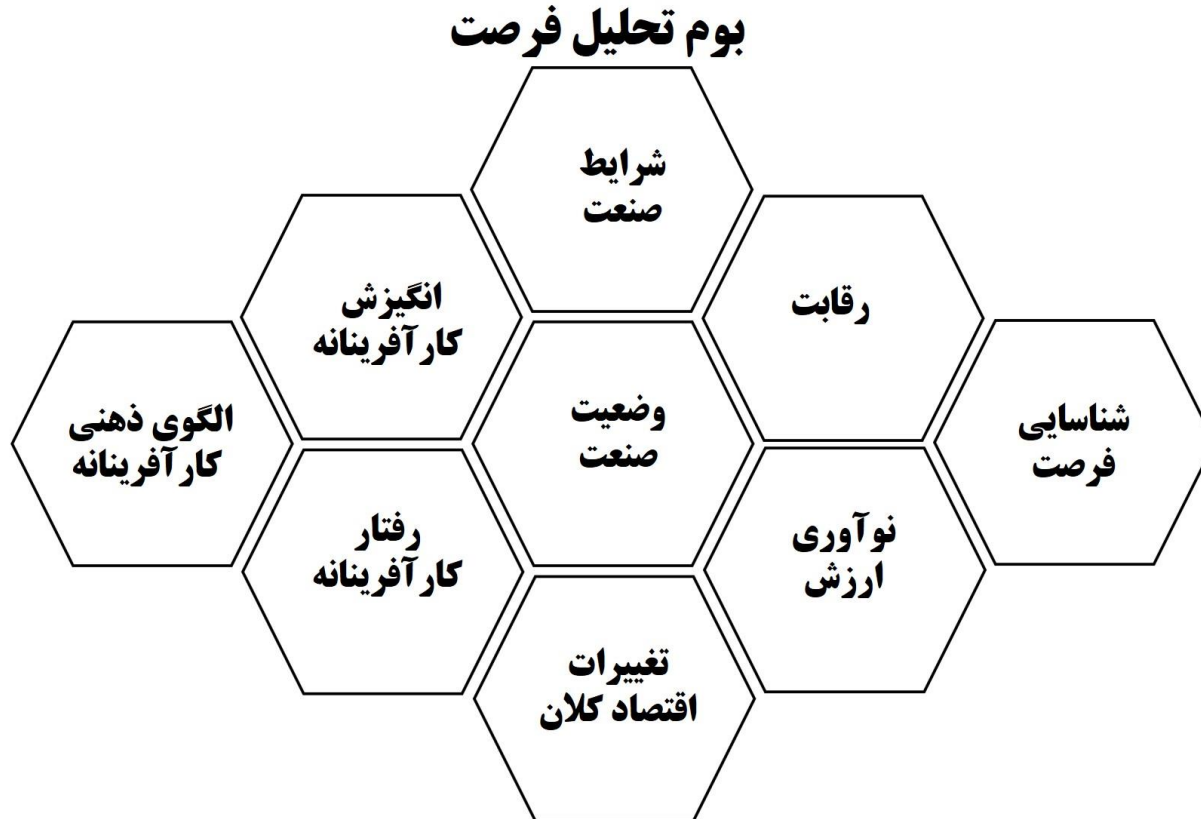 بوم تحلیل فرصت
شرایط
صنعت
انگیزش
کارآفرینانه
رقابت
الگوی ذهنی
کارآفرینانه
وضعیت
صنعت
شناسایی
فرصت
رفتار
کارآفرینانه
نوآوری
ارزش
تغییرات
اقتصاد کلان